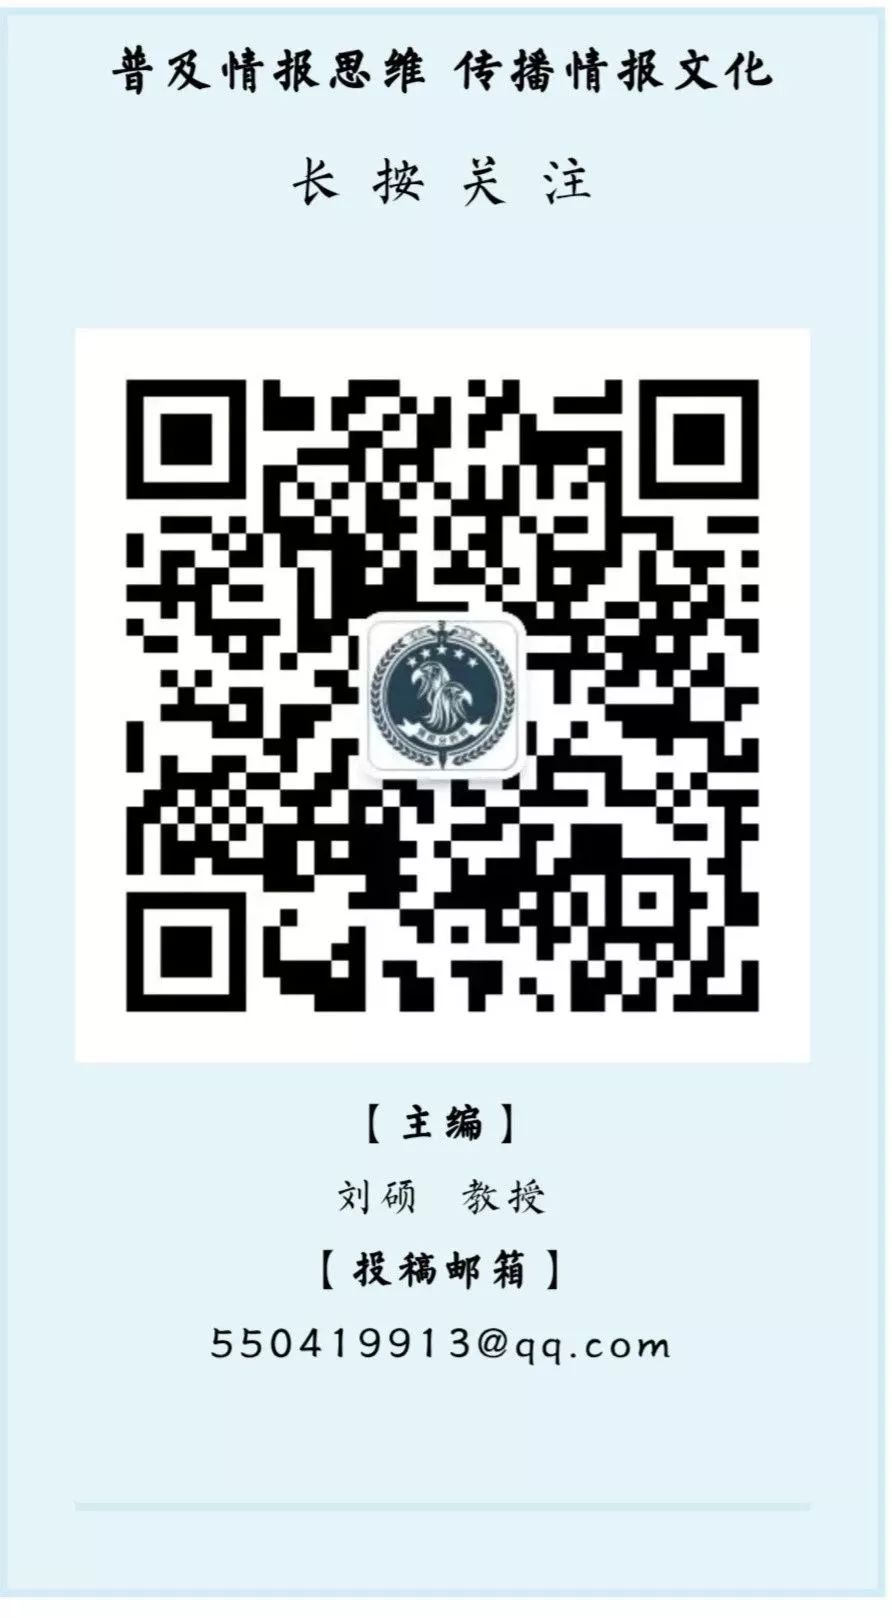 普及情报思维 传播情报文化
长按关注
【主编】
刘硕 教授
【投稿邮箱】
550419913@qq.com